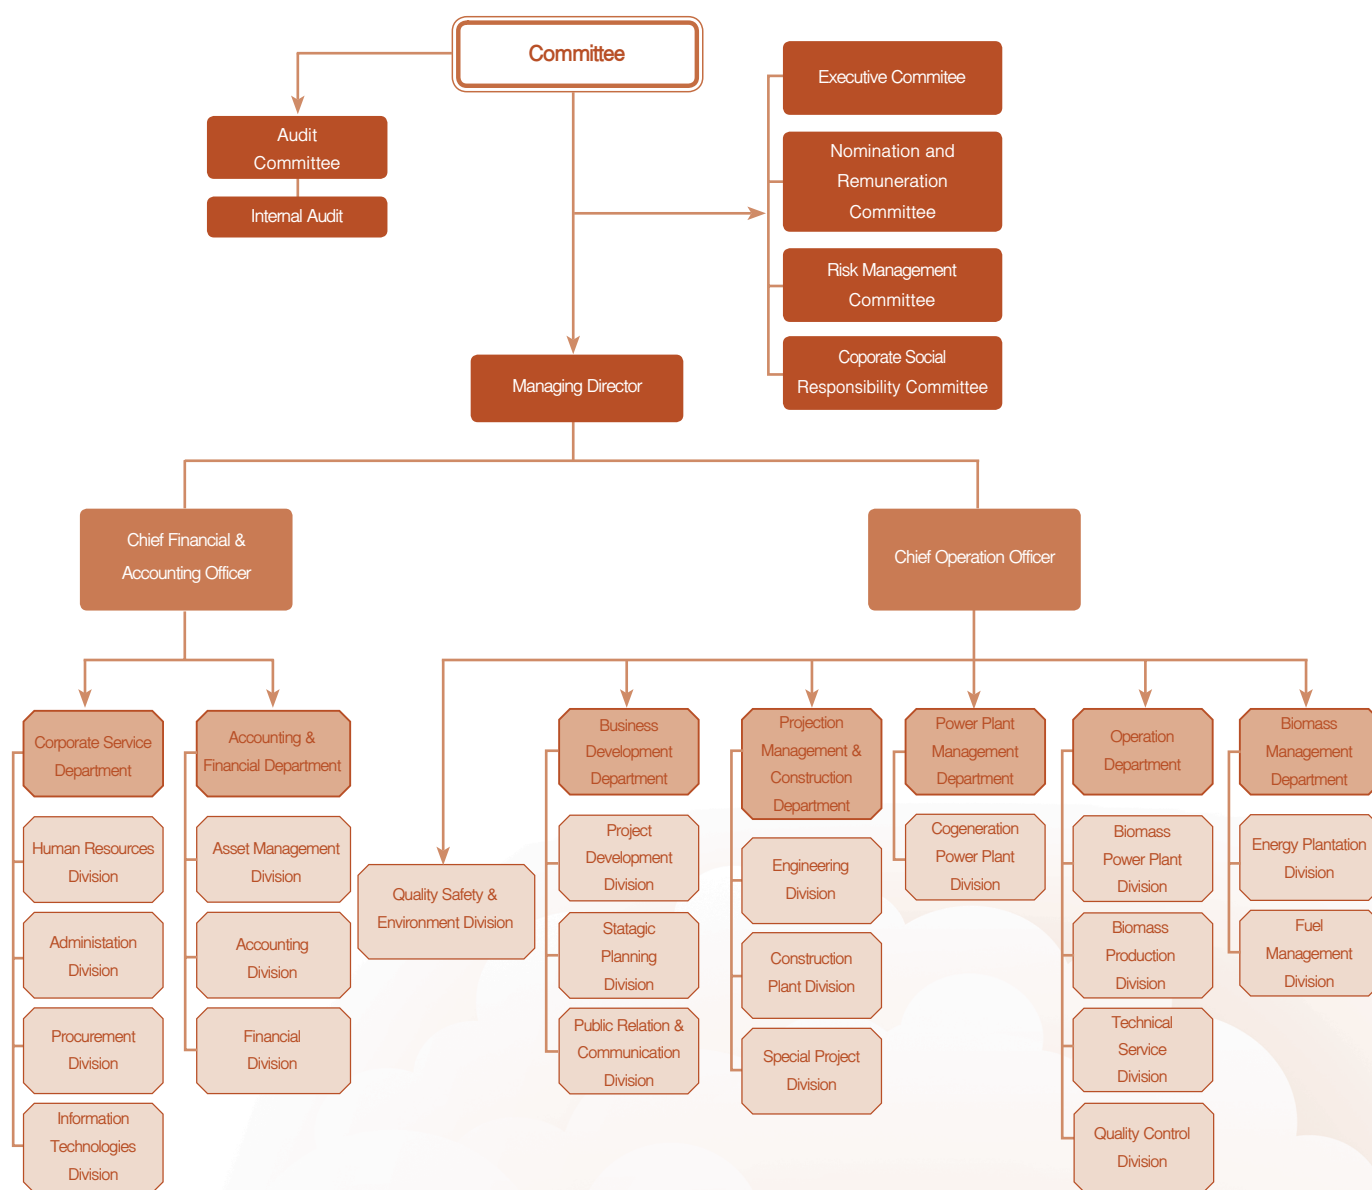 Committee
Executive Commitee
Audit
Committee
Internal Audit
Nomination and
Remuneration
Committee
Risk Management
Committee
Coporate Social
Responsibility Committee
Managing Director
Chief Financial &
Accounting Officer
Chief Operation Officer
Corporate Service
Department
Human Resources
Division
Administation
Division
Procurement
Division
Information
Technologies
Division
Accounting &
Financial Department
Asset Management
Division
Accounting
Division
Financial
Division
Quality Safety &
Environment Division
Business
Development
Department
Project
Development
Division
Statagic
Planning
Division
Public Relation &
Communication
Division
Projection
Management &
Construction
Department
Engineering
Division
Construction
Plant Division
Special Project
Division
Power Plant
Management
Department
Cogeneration
Power Plant
Division
Operation
Department
Biomass
Power Plant
Division
Biomass
Production
Division
Technical
Service
Division
Quality Control
Division
Biomass
Management
Department
Energy Plantation
Division
Fuel
Management
Division